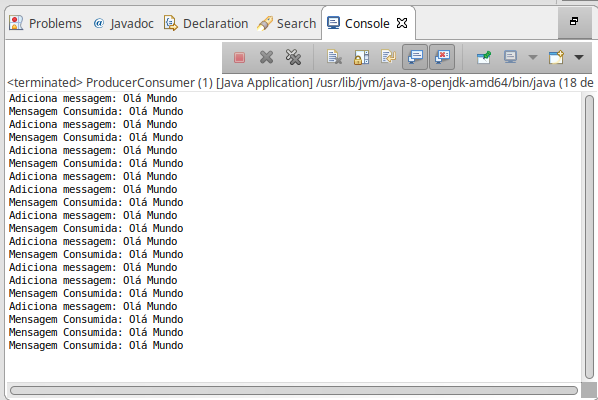 Problems @ Javadoc Declaration Search Console
<terminated> ProducerConsumer (1) [Java Application] /usr/lib/jvm/java-8-openjdk-amd64/bin/java (18 de
Adiciona messagem: Olá Mundo
Mensagem Consumida: Olá Mundo
Adiciona messagem: Olá Mundo
Mensagem Consumida: Olá Mundo
Adiciona messagem: Olá Mundo
Mensagem Consumida: Olá Mundo
Adiciona messagem: Olá Mundo
Adiciona messagem: Olá Mundo
Mensagem Consumida: Olá Mundo
Adiciona messagem: Olá Mundo
Mensagem Consumida: Olá Mundo
Adiciona messagem: Olá Mundo
Mensagem Consumida: Olá Mundo
Adiciona messagem: Olá Mundo
Adiciona messagem: Olá Mundo
Mensagem Consumida: Olá Mundo
Adiciona messagem: Olá Mundo
Mensagem Consumida: Olá Mundo
Mensagem Consumida: Olá Mundo
Mensagem Consumida: Olá Mundo